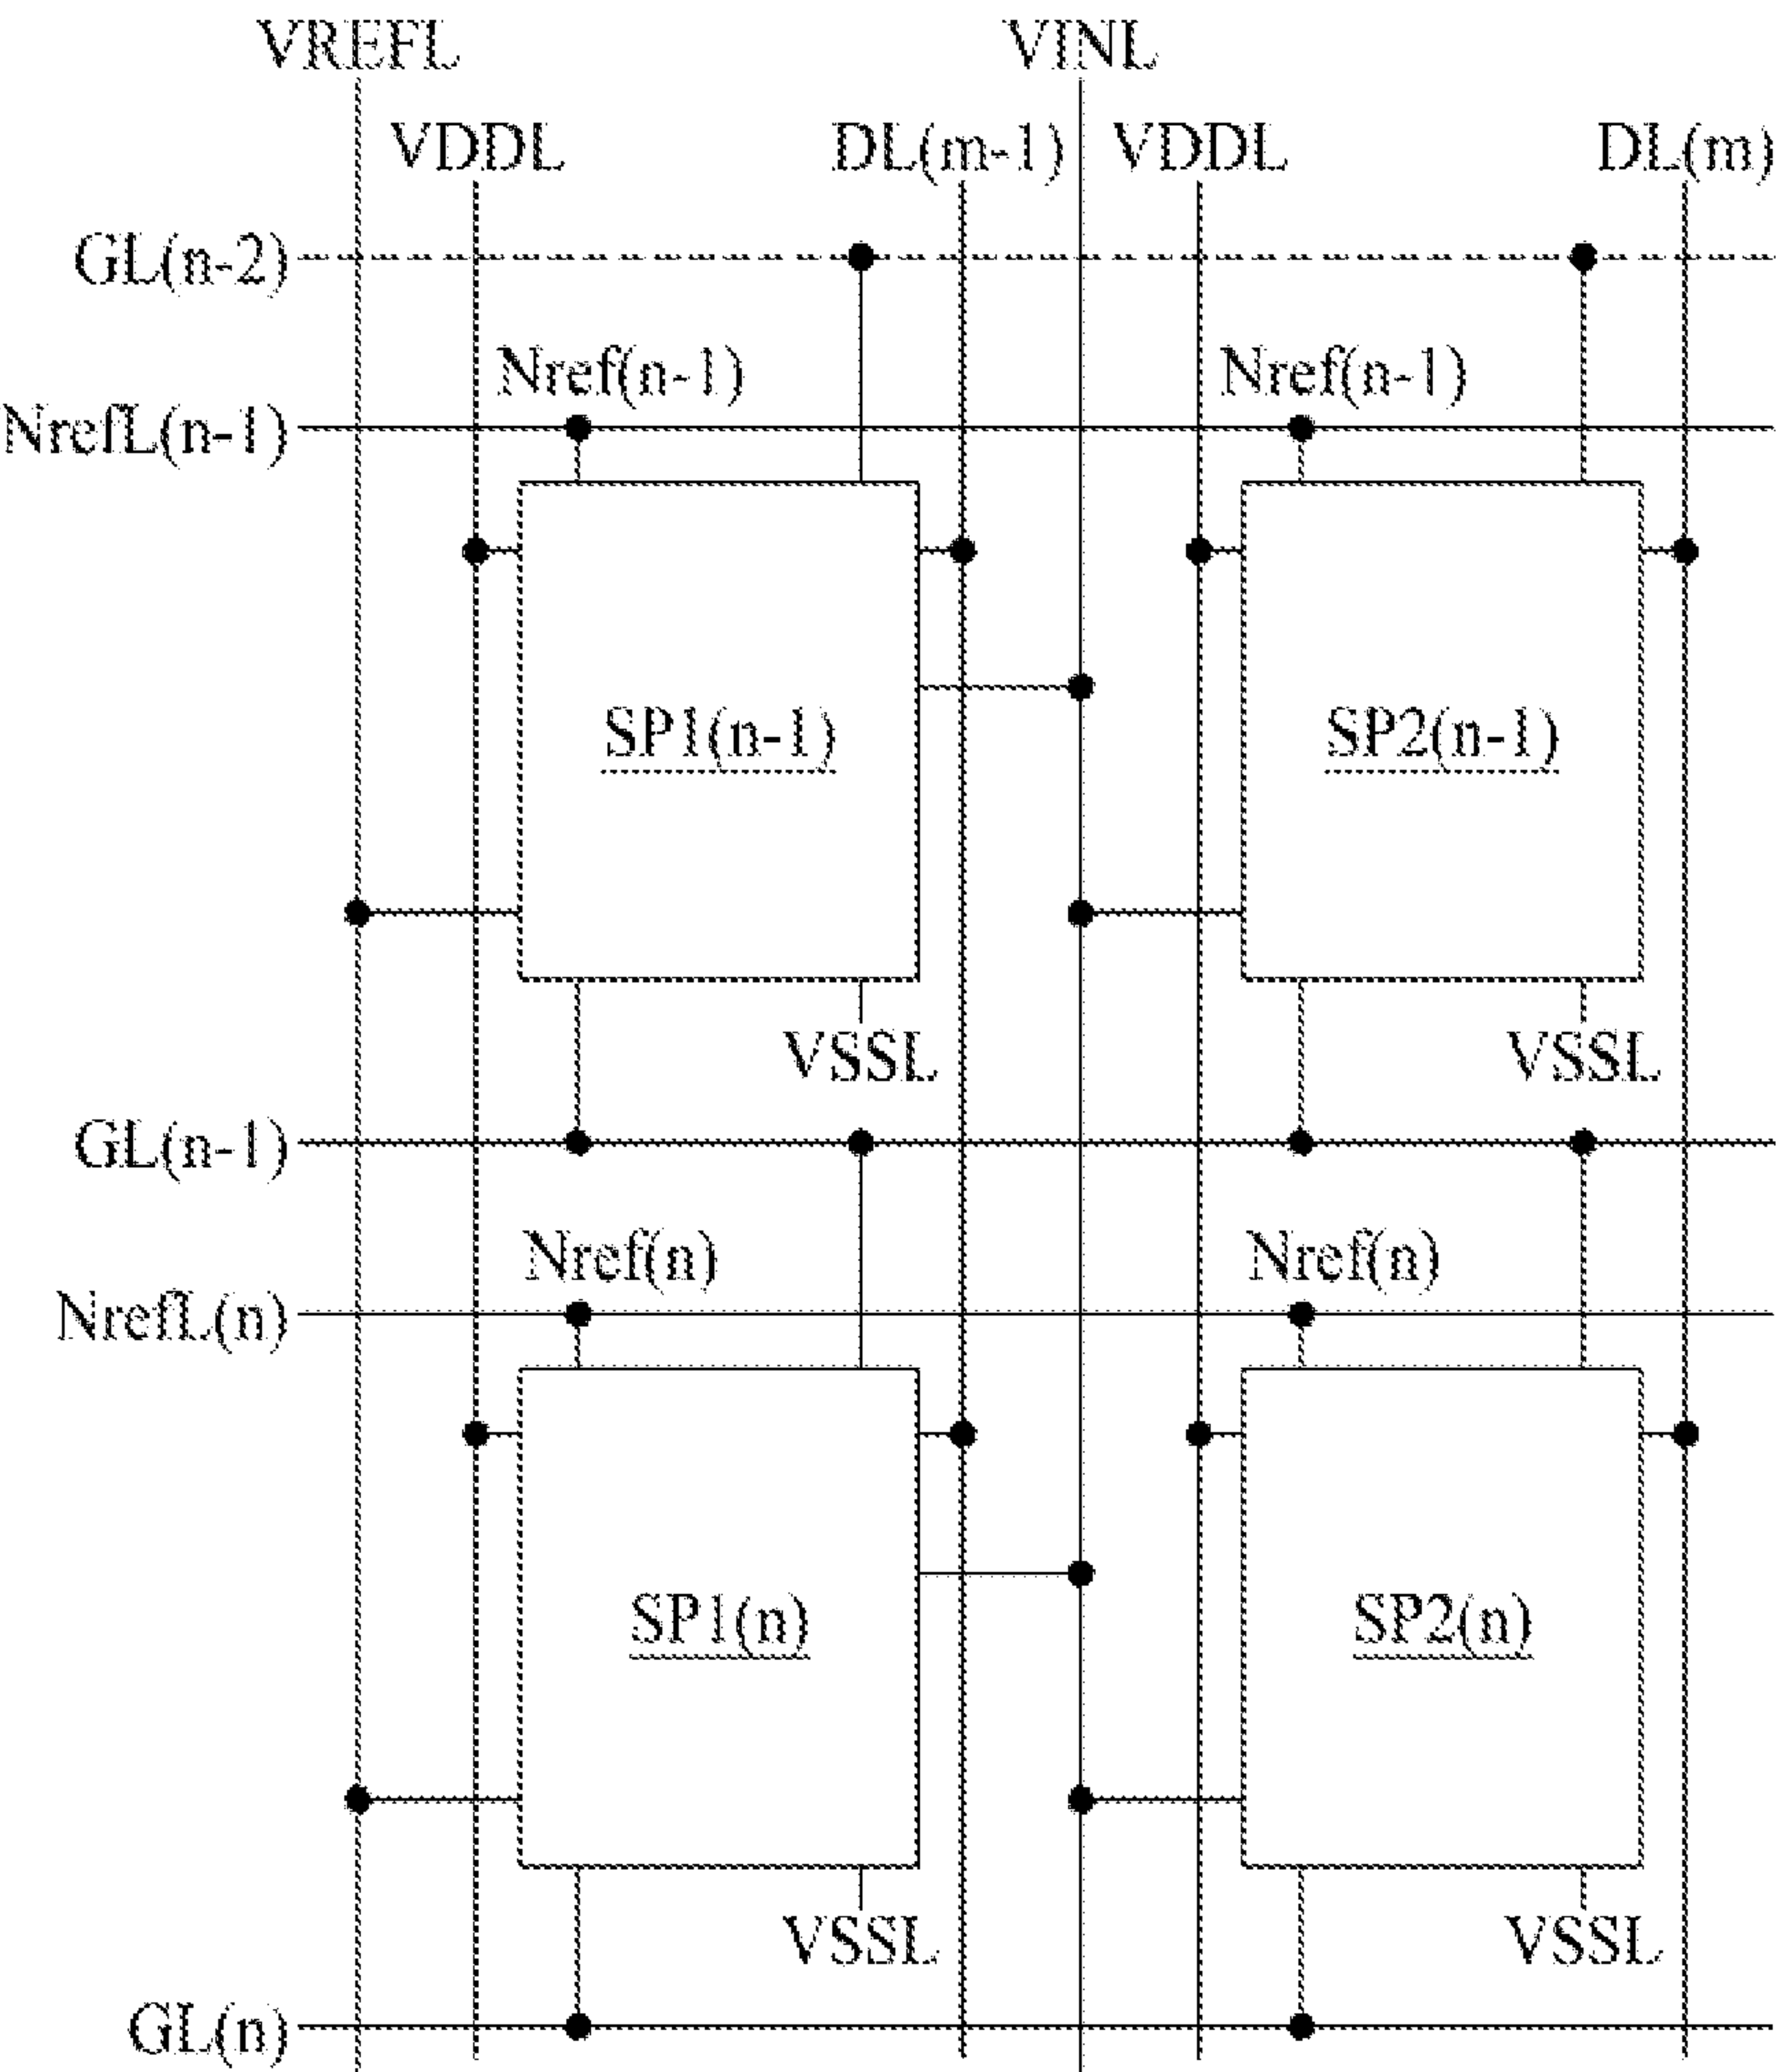 VREFL VINL
VDDL DL(m-1) VDDL DL(m)
GL(n-2)
Nref(n-1) Nref(n-1)
NrefL(n-1)
SP1(n-1) SP2(n-1)
VSSL VSSL
GL(n-1)
Nref(n) Nref(n)
NrefL(n)
SP1(n) SP2(n)
VSSL VSSL
GL(n)